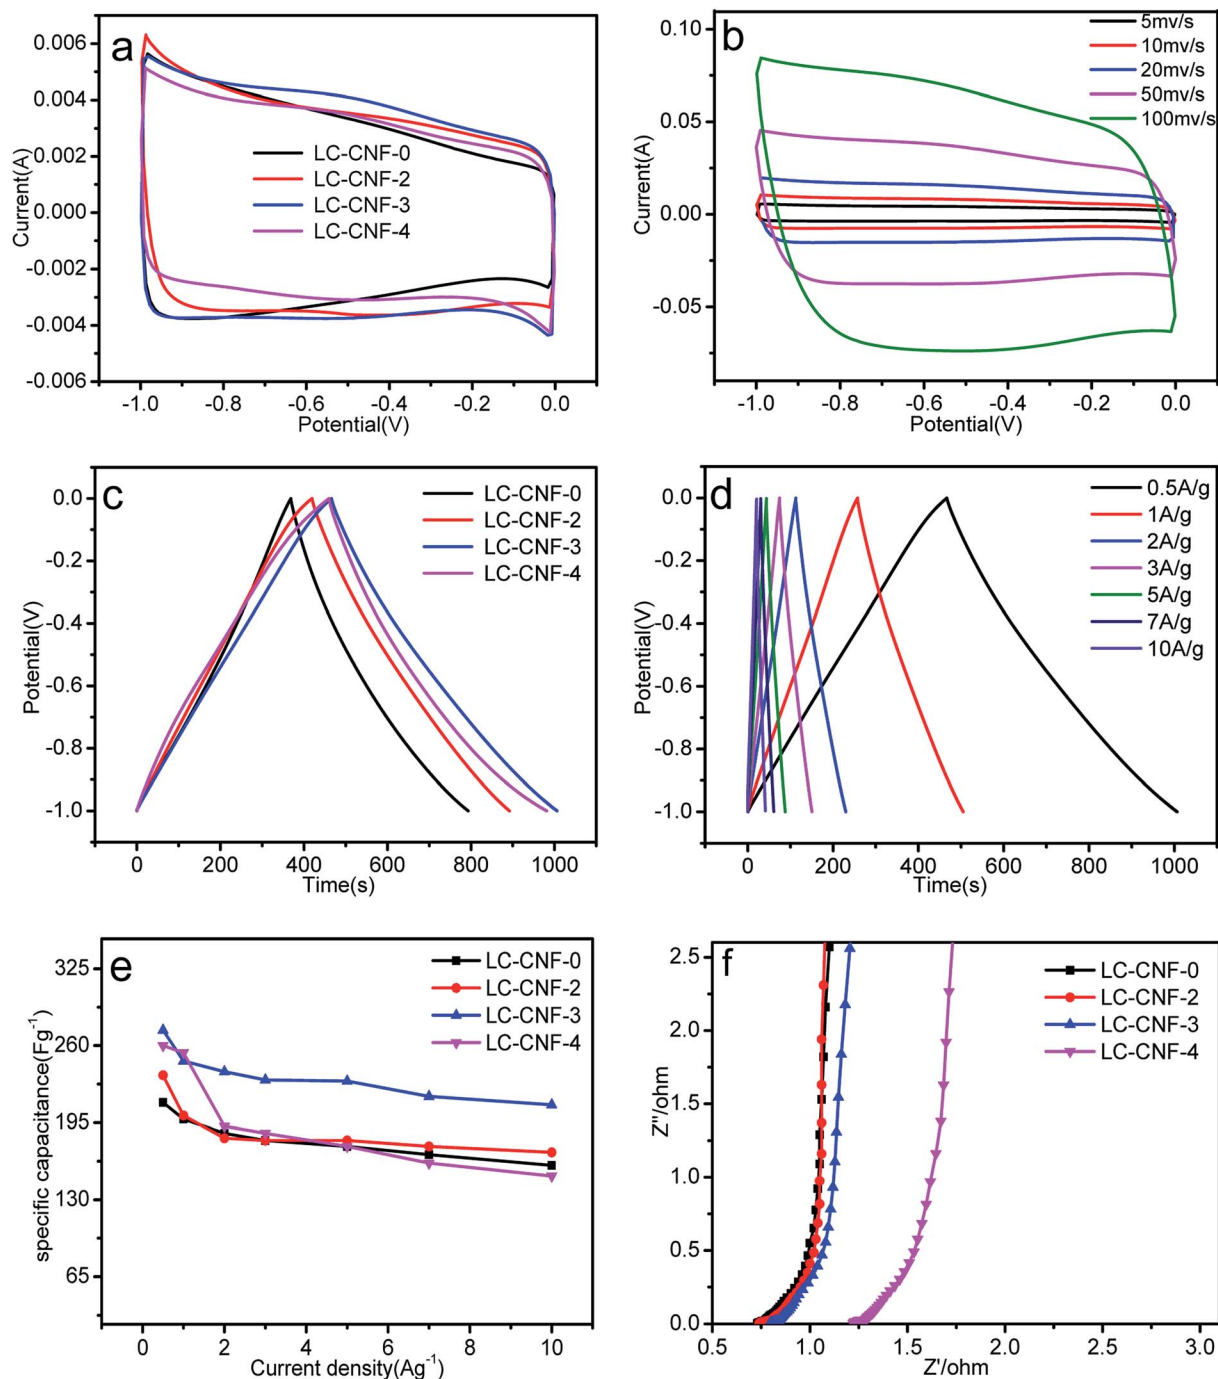 a
0.006
0.004
0.002
0.000
-0.002
-0.004
-0.006
Current(A)
LC-CNF-0
LC-CNF-2
LC-CNF-3
LC-CNF-4
-1.0 -0.8 -0.6 -0.4 -0.2 0.0
Potential(V)
b
0.10
0.05
0.00
-0.05
Current(A)
5mv/s
10mv/s
20mv/s
50mv/s
100mv/s
-1.0 -0.8 -0.6 -0.4 -0.2 0.0
Potential(V)
c
0.0
-0.2
-0.4
-0.6
-0.8
-1.0
Potential(V)
LC-CNF-0
LC-CNF-2
LC-CNF-3
LC-CNF-4
0 200 400 600 800 1000
Time(s)
d
0.0
-0.2
-0.4
-0.6
-0.8
-1.0
Potential(V)
0.5A/g
1A/g
2A/g
3A/g
5A/g
7A/g
10A/g
0 200 400 600 800 1000
Time(s)
e
325
260
195
130
65
specific capacitance(Fg⁻¹)
LC-CNF-0
LC-CNF-2
LC-CNF-3
LC-CNF-4
0 2 4 6 8 10
Current density(Ag⁻¹)
f
2.5
2.0
1.5
1.0
0.5
0.0
Z''/ohm
LC-CNF-0
LC-CNF-2
LC-CNF-3
LC-CNF-4
0.5 1.0 1.5 2.0 2.5 3.0
Z'/ohm